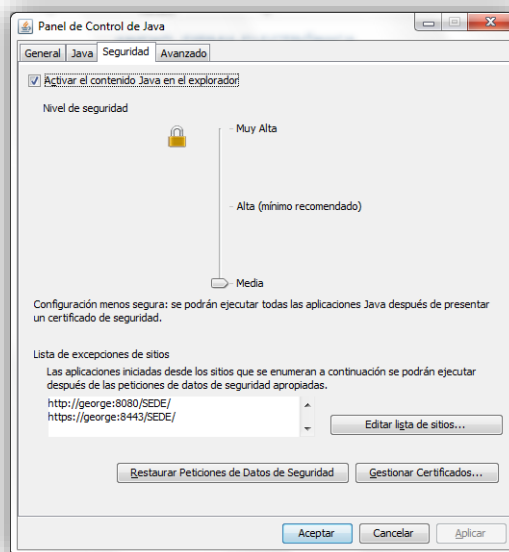 Panel de Control de Java
General Java Seguridad Avanzado
Activar el contenido Java en el explorador
Nivel de seguridad
Muy Alta
Alta (mínimo recomendado)
Media
Configuración menos segura: se podrán ejecutar todas las aplicaciones Java después de presentar
un certificado de seguridad.
Lista de excepciones de sitios
Las aplicaciones iniciadas desde los sitios que se enumeran a continuación se podrán ejecutar
después de las peticiones de datos de seguridad apropiadas.
http://george:8080/SEDE/
https://george:8443/SEDE/
Editar lista de sitios...
Restaurar Peticiones de Datos de Seguridad Gestionar Certificados...
Aceptar Cancelar Aplicar